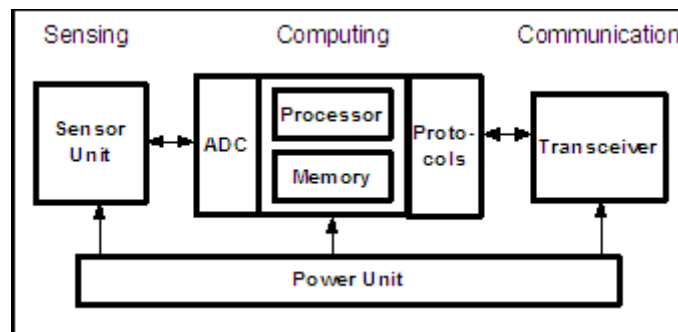 Sensing Computing Communication
Sensor
Unit
ADC
Processor
Memory
Proto-
cols
Transceiver
Power Unit